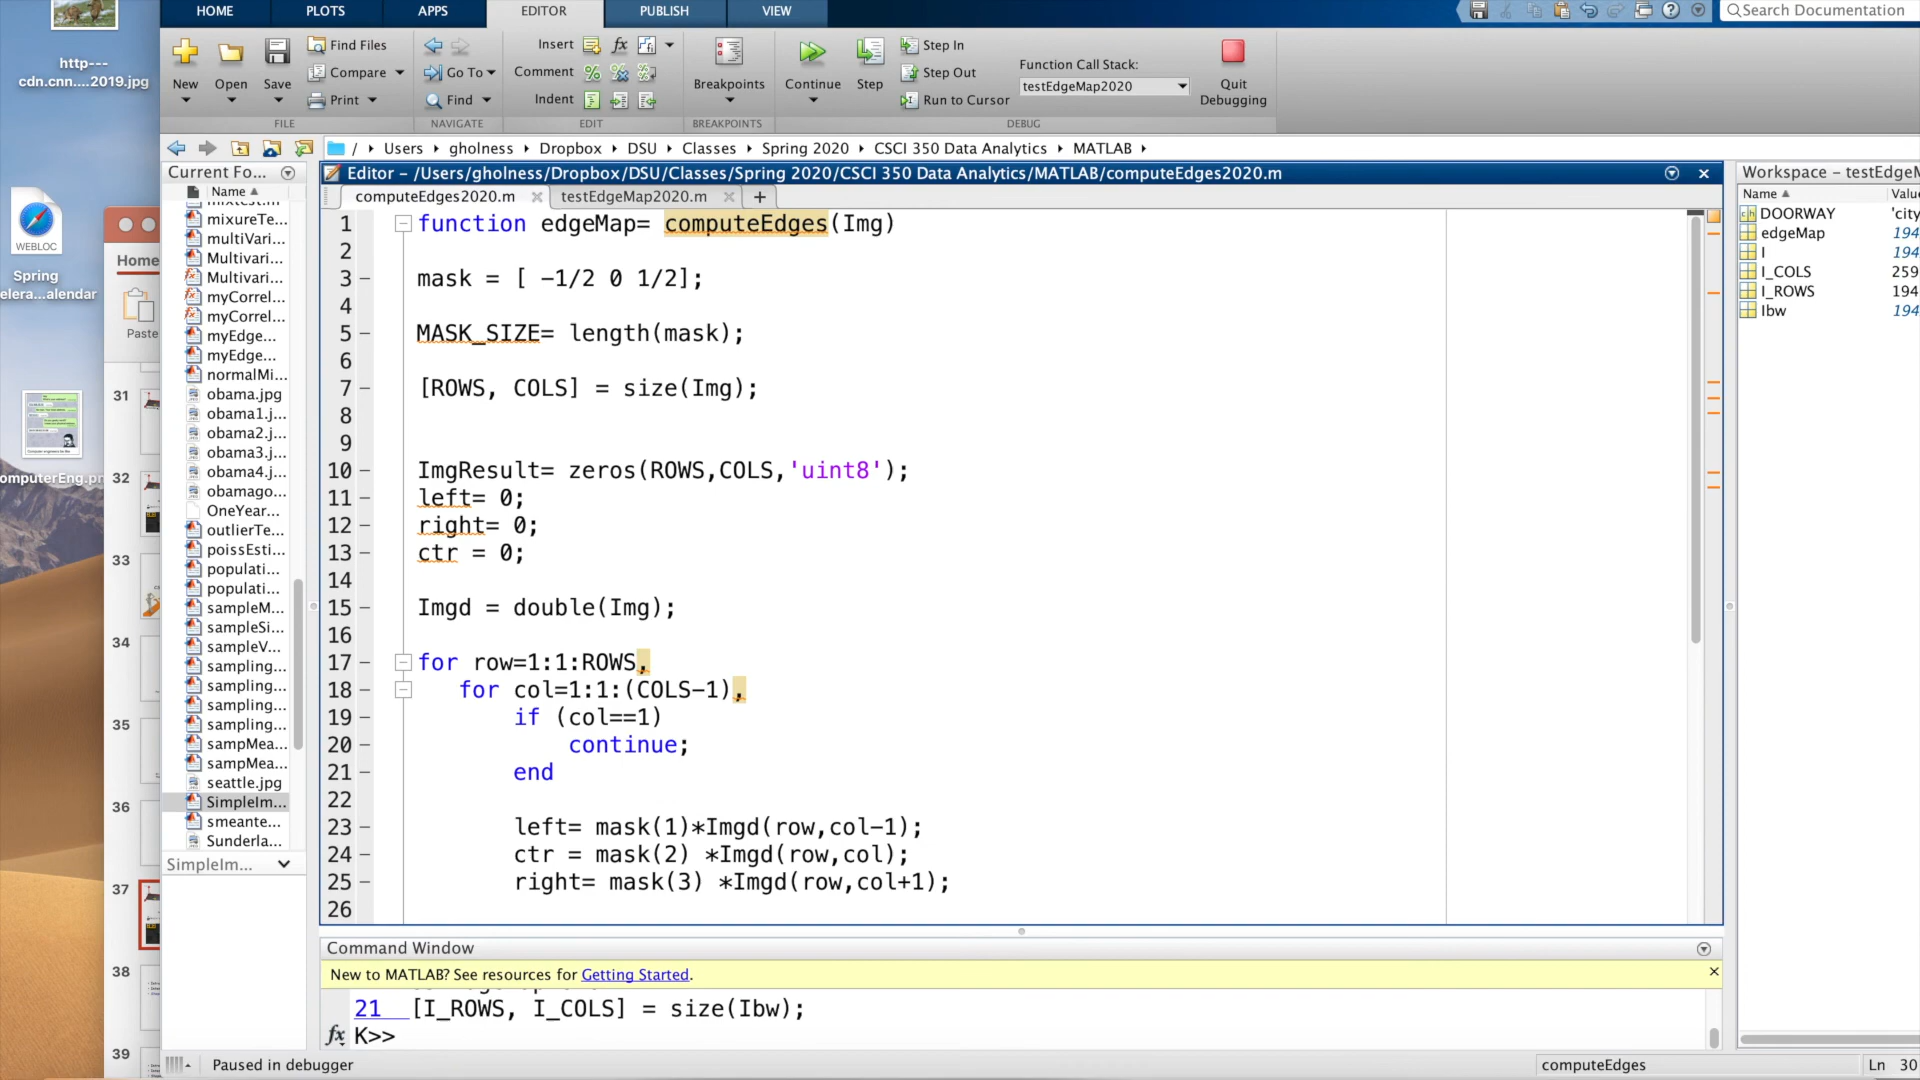 HOME
PLOTS
APPS
EDITOR
PUBLISH
VIEW
Search Documentation
New
Open
Save
Find Files
Compare
Print
Go To
Find
Insert
Comment
Indent
Breakpoints
Continue
Step
Step In
Step Out
Run to Cursor
Function Call Stack:
testEdgeMap2020
Quit
Debugging
FILE
NAVIGATE
EDIT
BREAKPOINTS
DEBUG
/ Users gholness Dropbox DSU Classes Spring 2020 CSCI 350 Data Analytics MATLAB
http---
cdn.cnn....2019.jpg
WEBLOC
Spring
elera...alendar
omputerEng.pn
Home
Paste
31
32
33
34
35
36
37
38
39
Current Fo...
Name
mixtest.m
mixureTe...
multiVari...
Multivari...
Multivari...
myCorrel...
myCorrel...
myEdge...
myEdge...
normalMi...
obama.jpg
obama1.j...
obama2.j...
obama3.j...
obama4.j...
obamago...
OneYear...
outlierTe...
poissEsti...
populati...
populati...
sampleM...
sampleSi...
sampleV...
sampling...
sampling...
sampling...
sampling...
sampMea...
sampMea...
seattle.jpg
SimpleIm...
smeante...
Sunderla...
SimpleIm...
Editor - /Users/gholness/Dropbox/DSU/Classes/Spring 2020/CSCI 350 Data Analytics/MATLAB/computeEdges2020.m
computeEdges2020.m
testEdgeMap2020.m
1 function edgeMap= computeEdges(Img)
2
3 mask = [ -1/2 0 1/2];
4
5 MASK_SIZE= length(mask);
6
7 [ROWS, COLS] = size(Img);
8
9
10 ImgResult= zeros(ROWS,COLS,'uint8');
11 left= 0;
12 right= 0;
13 ctr = 0;
14
15 Imgd = double(Img);
16
17 for row=1:1:ROWS,
18 for col=1:1:(COLS-1),
19 if (col==1)
20 continue;
21 end
22
23 left= mask(1)*Imgd(row,col-1);
24 ctr = mask(2) *Imgd(row,col);
25 right= mask(3) *Imgd(row,col+1);
26
Command Window
New to MATLAB? See resources for Getting Started.
21 [I_ROWS, I_COLS] = size(Ibw);
fx K>>
Workspace - testEdgeM
Name Value
DOORWAY 'city
edgeMap 194
I 194
I_COLS 259
I_ROWS 194
Ibw 194
Paused in debugger
computeEdges
Ln 30